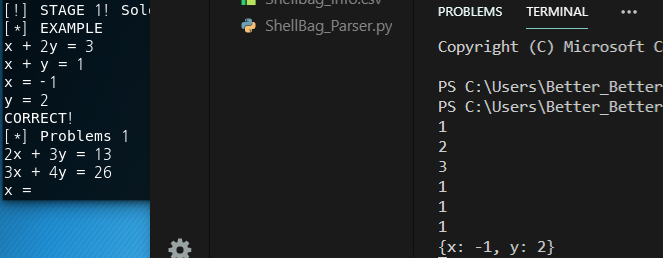 [!] STAGE 1!
[*] EXAMPLE
x + 2y = 3
x + y = 1
x = -1
y = 2
CORRECT!
[*] Problems 1
2x + 3y = 13
3x + 4y = 26
x =
ShellBag_Info.csv
ShellBag_Parser.py
PROBLEMS TERMINAL ...
Copyright (C) Microsoft C
PS C:\Users\Better_Better
PS C:\Users\Better_Better
1
2
3
1
1
1
{x: -1, y: 2}